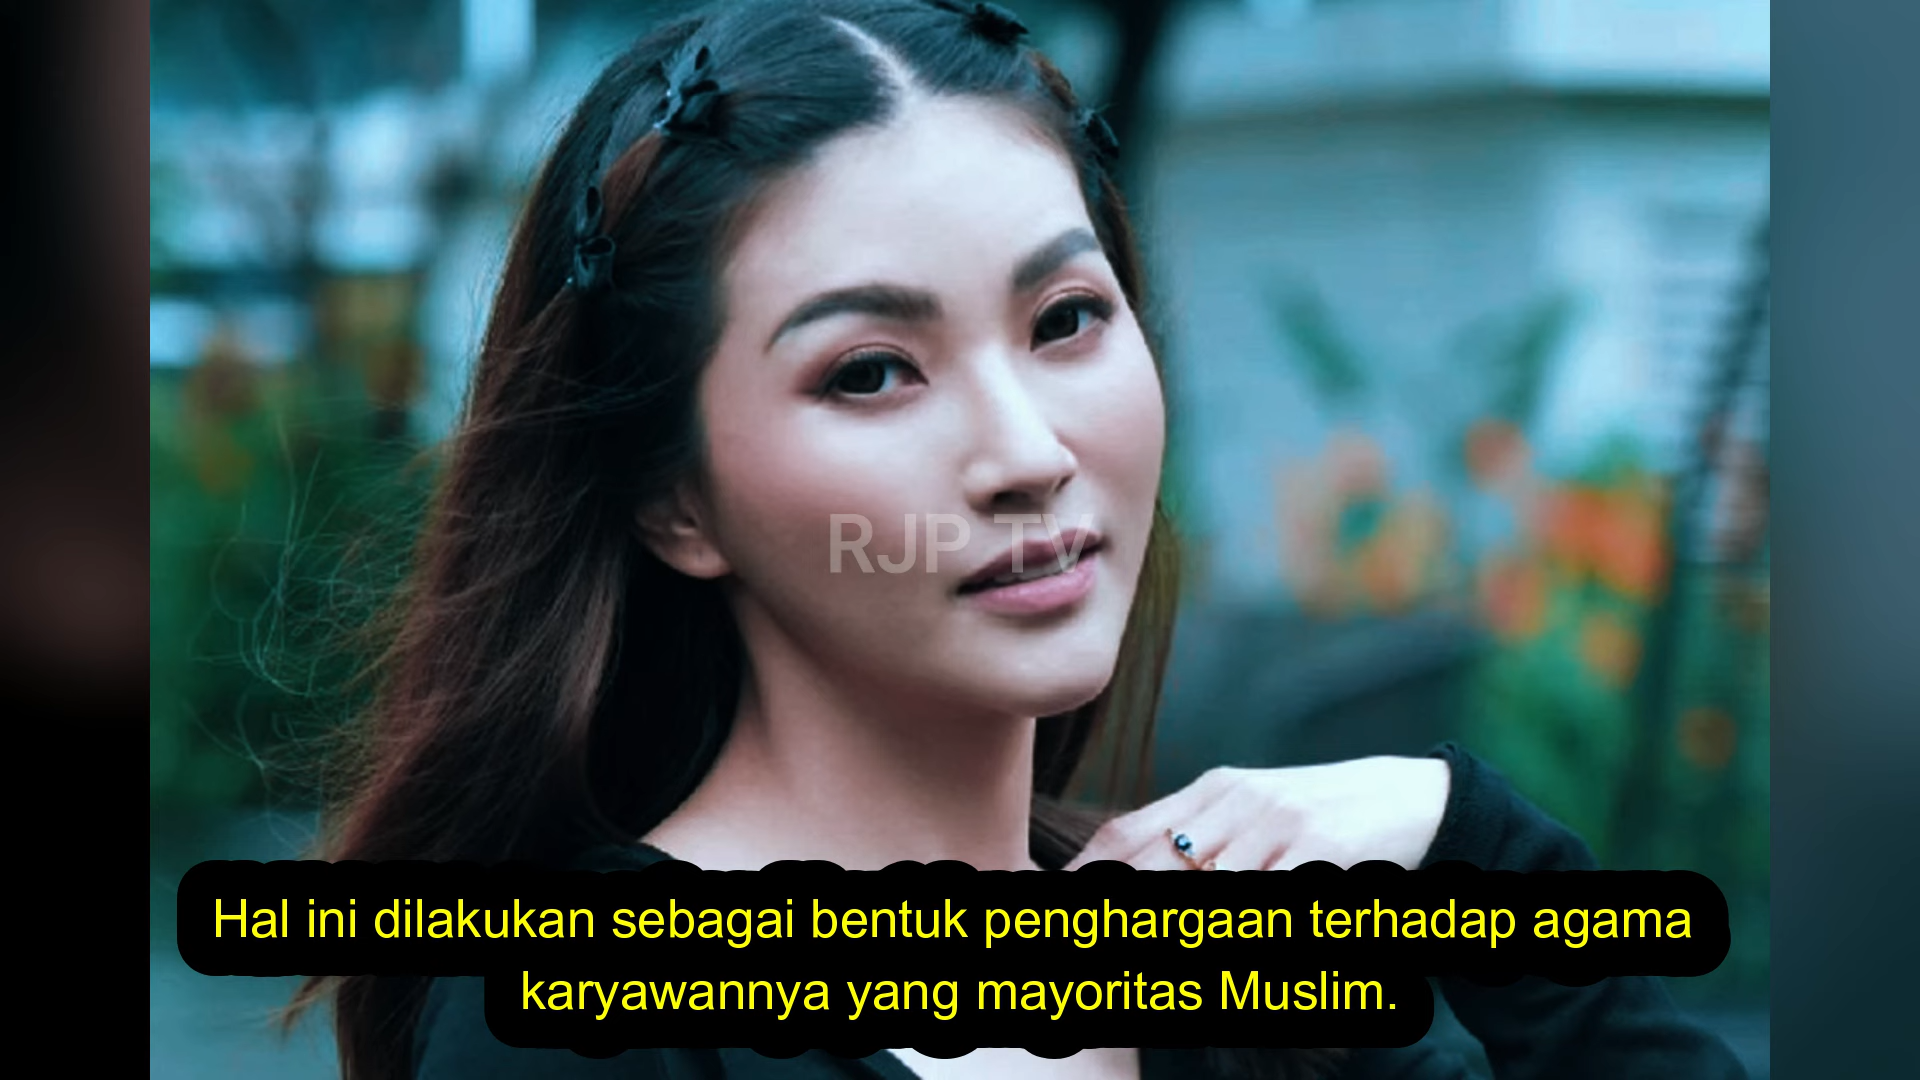 RJP TV
Hal ini dilakukan sebagai bentuk penghargaan terhadap agama
karyawannya yang mayoritas Muslim.